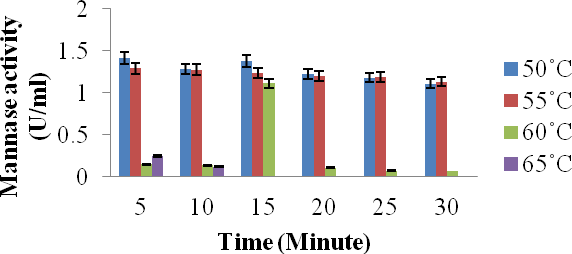 Mannase activity
(U/ml)
2
1.5
1
0.5
0
5 10 15 20 25 30
Time (Minute)
50˚C
55˚C
60˚C
65˚C